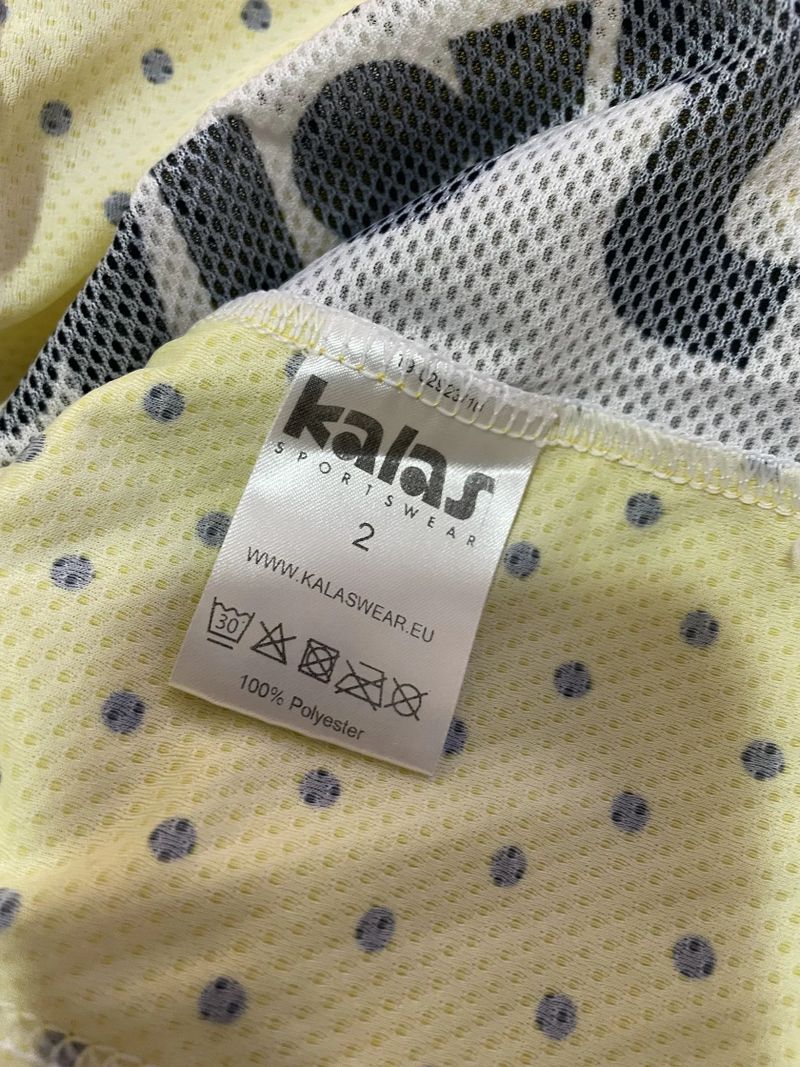 kalas
SPORTSWEAR
2
WWW.KALASWEAR.EU
30
100% Polyester